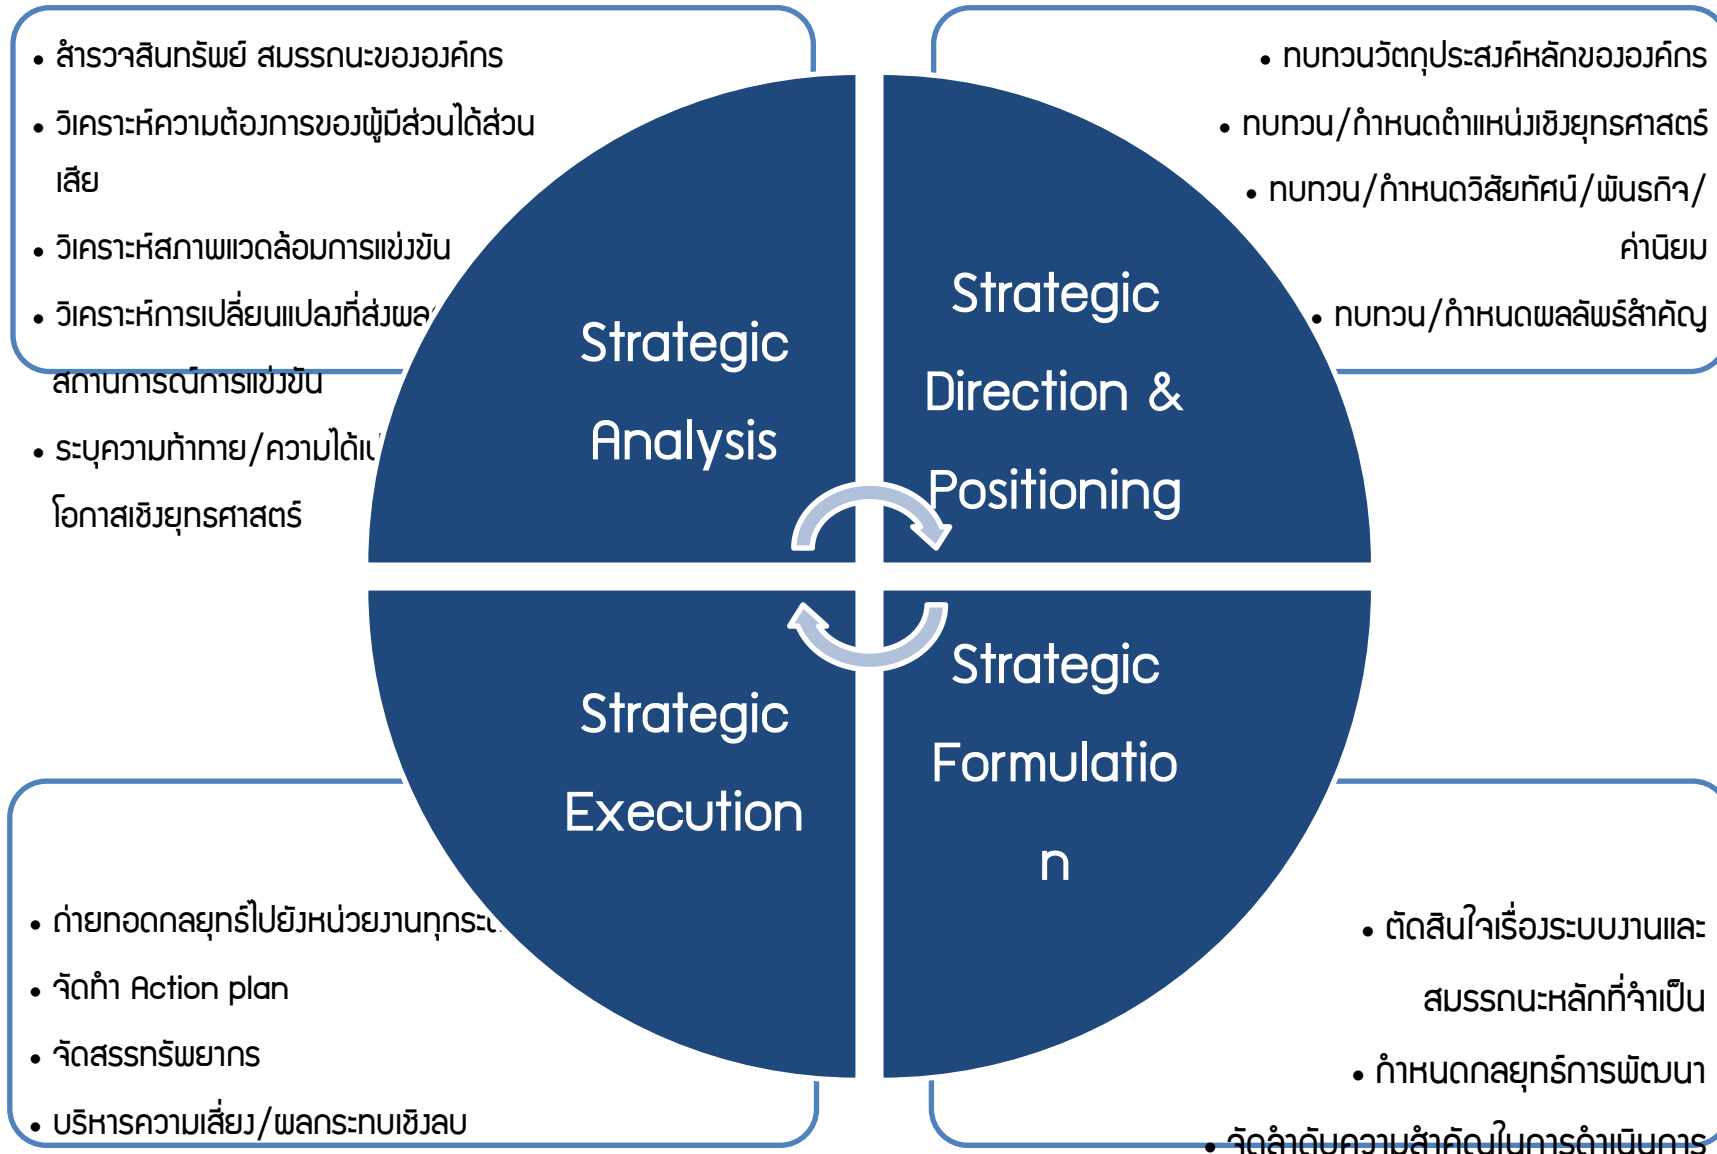 • สำรวจสินทรัพย์ สมรรถนะขององค์กร
• วิเคราะห์ความต้องการของผู้มีส่วนได้ส่วน
เสีย
• วิเคราะห์สภาพแวดล้อมการแข่งขัน
• วิเคราะห์การเปลี่ยนแปลงที่ส่งผล
สถานการณ์การแข่งขัน
• ระบุความท้าทาย/ความได้เป
โอกาสเชิงยุทธศาสตร์
• ทบทวนวัตถุประสงค์หลักขององค์กร
• ทบทวน/กำหนดตำแหน่งเชิงยุทธศาสตร์
• ทบทวน/กำหนดวิสัยทัศน์/พันธกิจ/
ค่านิยม
• ทบทวน/กำหนดผลลัพธ์สำคัญ
Strategic
Analysis
Strategic
Direction &
Positioning
Strategic
Execution
Strategic
Formulatio
n
• ถ่ายทอดกลยุทธ์ไปยังหน่วยงานทุกระ
• จัดทำ Action plan
• จัดสรรทรัพยากร
• บริหารความเสี่ยง/ผลกระทบเชิงลบ
• ตัดสินใจเรื่องระบบงานและ
สมรรถนะหลักที่จำเป็น
• กำหนดกลยุทธ์การพัฒนา
• จัดลำดับความสำคัญในการดำเนินการ